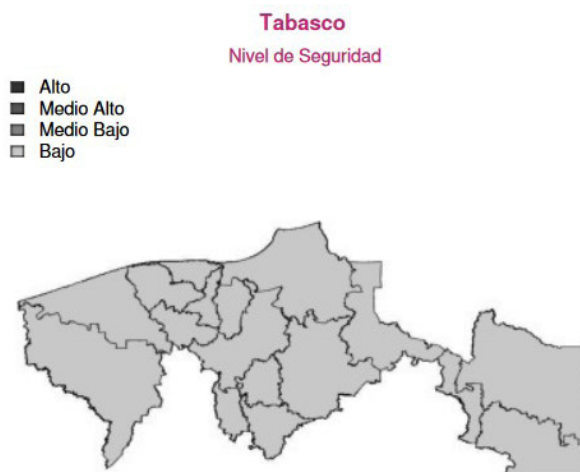 Tabasco
Nivel de Seguridad
Alto
Medio Alto
Medio Bajo
Bajo